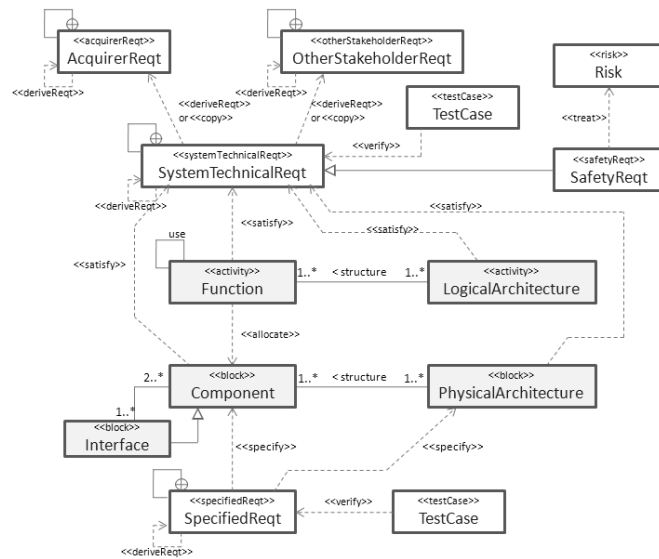 <<acquirerReqt>>
AcquirerReqt
<<deriveReqt>>
<<otherStakeholderReqt>>
OtherStakeholderReqt
<<deriveReqt>>
<<risk>>
Risk
<<deriveReqt>>
or <<copy>>
<<deriveReqt>>
or <<copy>>
<<testCase>>
TestCase
<<treat>>
<<verify>>
<<systemTechnicalReqt>>
SystemTechnicalReqt
<<deriveReqt>>
<<safetyReqt>>
SafetyReqt
<<satisfy>>
<<satisfy>>
<<satisfy>>
use
<<satisfy>>
<<activity>>
Function
1..*
< structure
1..*
<<activity>>
LogicalArchitecture
<<allocate>>
2..*
<<block>>
Component
1..*
< structure
1..*
<<block>>
PhysicalArchitecture
1..*
<<block>>
Interface
<<specify>>
<<specify>>
<<specifiedReqt>>
SpecifiedReqt
<<deriveReqt>>
<<verify>>
<<testCase>>
TestCase